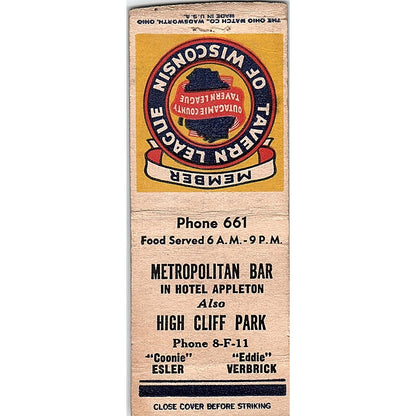 THE OHIO MATCH CO., WADSWORTH, OHIO
MADE IN U.S.A.
TAVERN LEAGUE
OF WISCONSIN
OUTAGAMIE COUNTY
TAVERN LEAGUE
MEMBER
Phone 661
Food Served 6 A.M.-9 P.M.
METROPOLITAN BAR
IN HOTEL APPLETON
Also
HIGH CLIFF PARK
Phone 8-F-11
"Coonie" "Eddie"
ESLER VERBRICK
CLOSE COVER BEFORE STRIKING